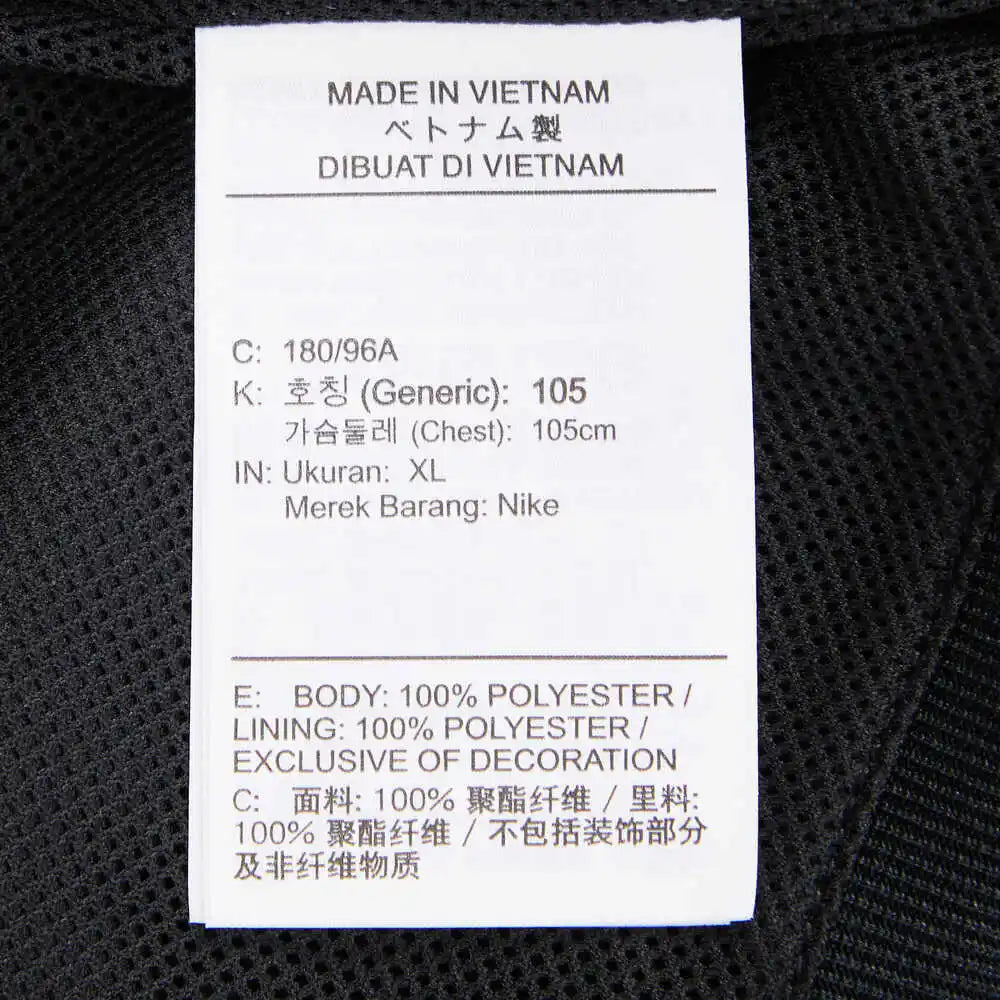 MADE IN VIETNAM
ベトナム製
DIBUAT DI VIETNAM
C: 180/96A
K: 호칭 (Generic): 105
가슴둘레 (Chest): 105cm
IN: Ukuran: XL
Merek Barang: Nike
E: BODY: 100% POLYESTER /
LINING: 100% POLYESTER /
EXCLUSIVE OF DECORATION
C: 面料: 100% 聚酯纤维 / 里料:
100% 聚酯纤维 / 不包括装饰部分
及非纤维物质